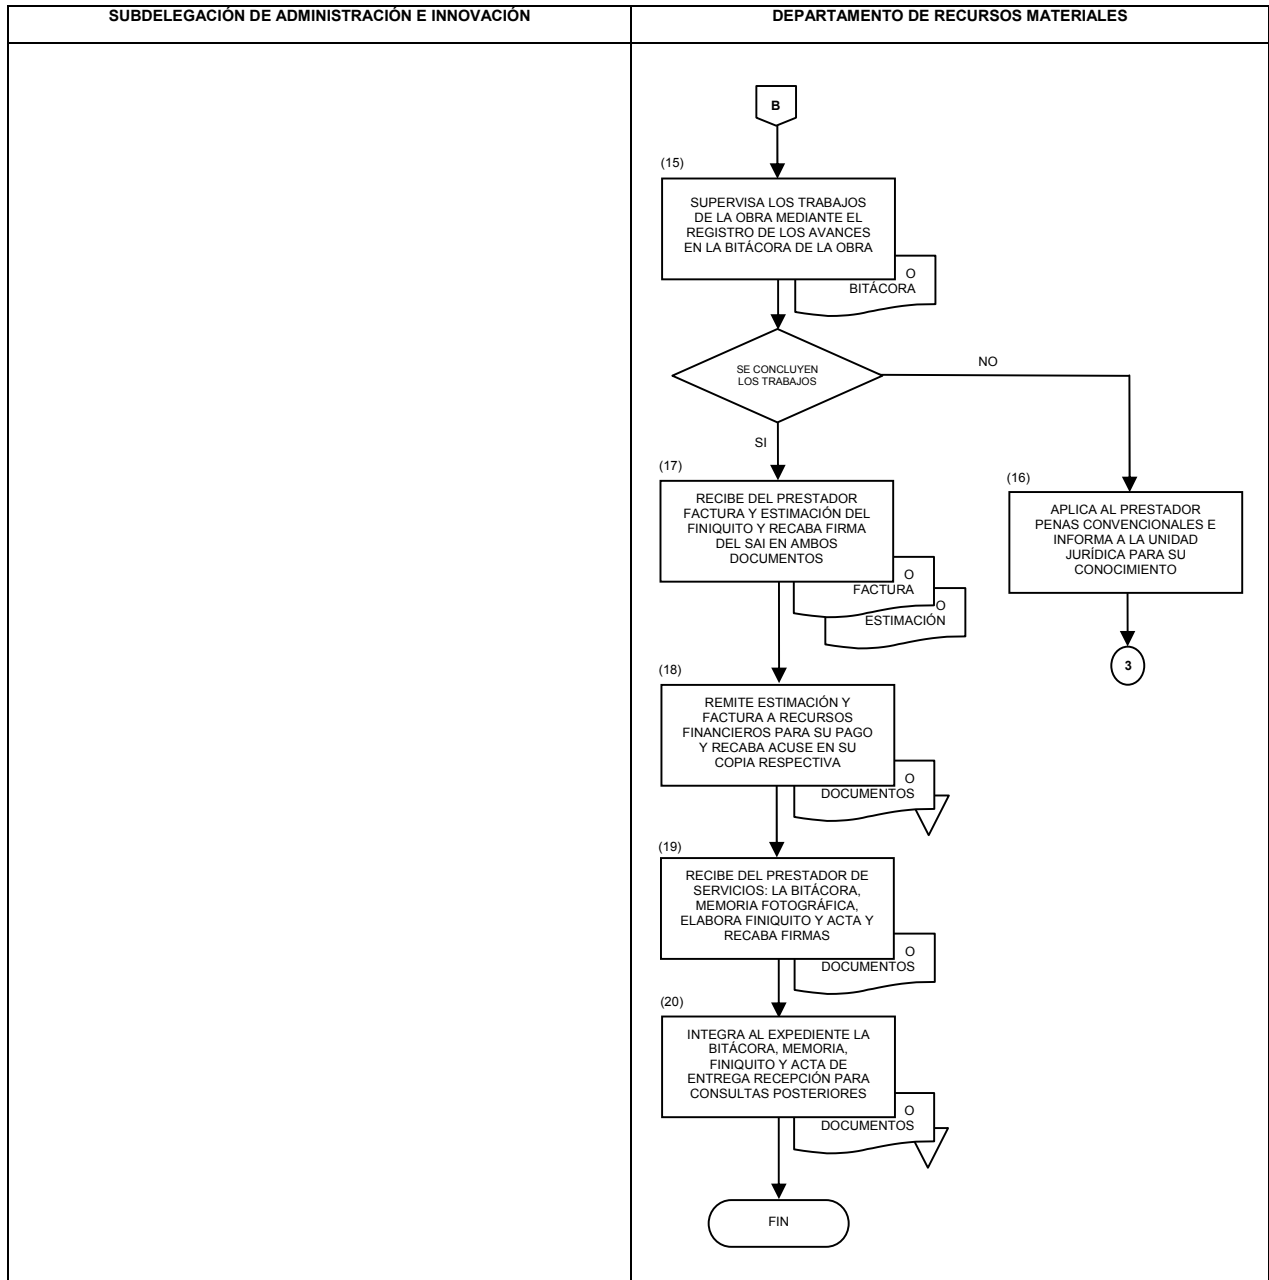 SUBDELEGACIÓN DE ADMINISTRACIÓN E INNOVACIÓN
DEPARTAMENTO DE RECURSOS MATERIALES
B
(15)
SUPERVISA LOS TRABAJOS
DE LA OBRA MEDIANTE EL
REGISTRO DE LOS AVANCES
EN LA BITÁCORA DE LA OBRA
O
BITÁCORA
SE CONCLUYEN
LOS TRABAJOS
NO
SI
(17)
RECIBE DEL PRESTADOR
FACTURA Y ESTIMACIÓN DEL
FINIQUITO Y RECABA FIRMA
DEL SAI EN AMBOS
DOCUMENTOS
O
FACTURA
O
ESTIMACIÓN
(16)
APLICA AL PRESTADOR
PENAS CONVENCIONALES E
INFORMA A LA UNIDAD
JURÍDICA PARA SU
CONOCIMIENTO
3
(18)
REMITE ESTIMACIÓN Y
FACTURA A RECURSOS
FINANCIEROS PARA SU PAGO
Y RECABA ACUSE EN SU
COPIA RESPECTIVA
O
DOCUMENTOS
(19)
RECIBE DEL PRESTADOR DE
SERVICIOS: LA BITÁCORA,
MEMORIA FOTOGRÁFICA,
ELABORA FINIQUITO Y ACTA Y
RECABA FIRMAS
O
DOCUMENTOS
(20)
INTEGRA AL EXPEDIENTE LA
BITÁCORA, MEMORIA,
FINIQUITO Y ACTA DE
ENTREGA RECEPCIÓN PARA
CONSULTAS POSTERIORES
O
DOCUMENTOS
FIN